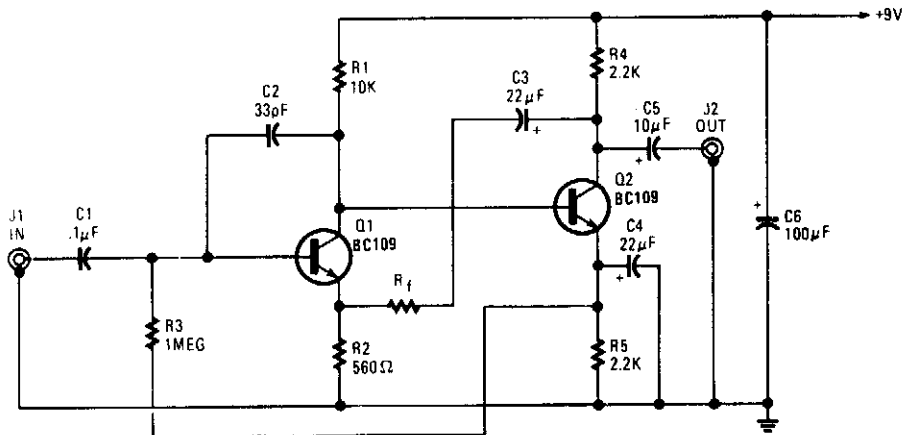 +9V
R1
10K
R4
2.2K
C3
22µF
+
C2
33pF
C5
10µF
+
J2
OUT
Q2
BC109
J1
IN
C1
.1µF
Q1
BC109
C4
22µF
+
+
C6
100µF
Rf
R3
1MEG
R2
560Ω
R5
2.2K